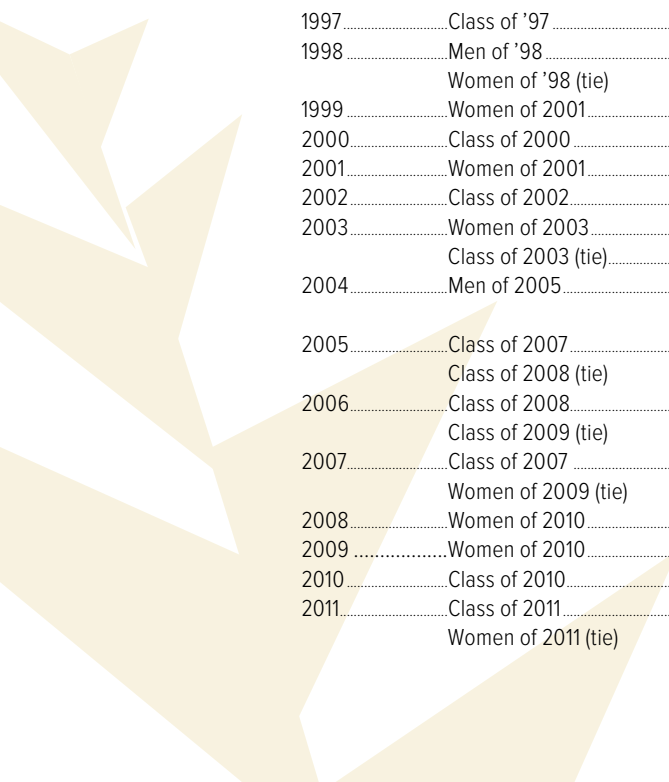 1997..............................Class of ’97..............................
1998..............................Men of ’98..............................
Women of ’98 (tie)
1999..............................Women of 2001..............................
2000..............................Class of 2000..............................
2001..............................Women of 2001..............................
2002..............................Class of 2002..............................
2003..............................Women of 2003..............................
Class of 2003 (tie)..............................
2004..............................Men of 2005..............................
2005..............................Class of 2007..............................
Class of 2008 (tie)
2006..............................Class of 2008..............................
Class of 2009 (tie)
2007..............................Class of 2007 ..............................
Women of 2009 (tie)
2008..............................Women of 2010..............................
2009 .................Women of 2010..............................
2010..............................Class of 2010..............................
2011..............................Class of 2011..............................
Women of 2011 (tie)